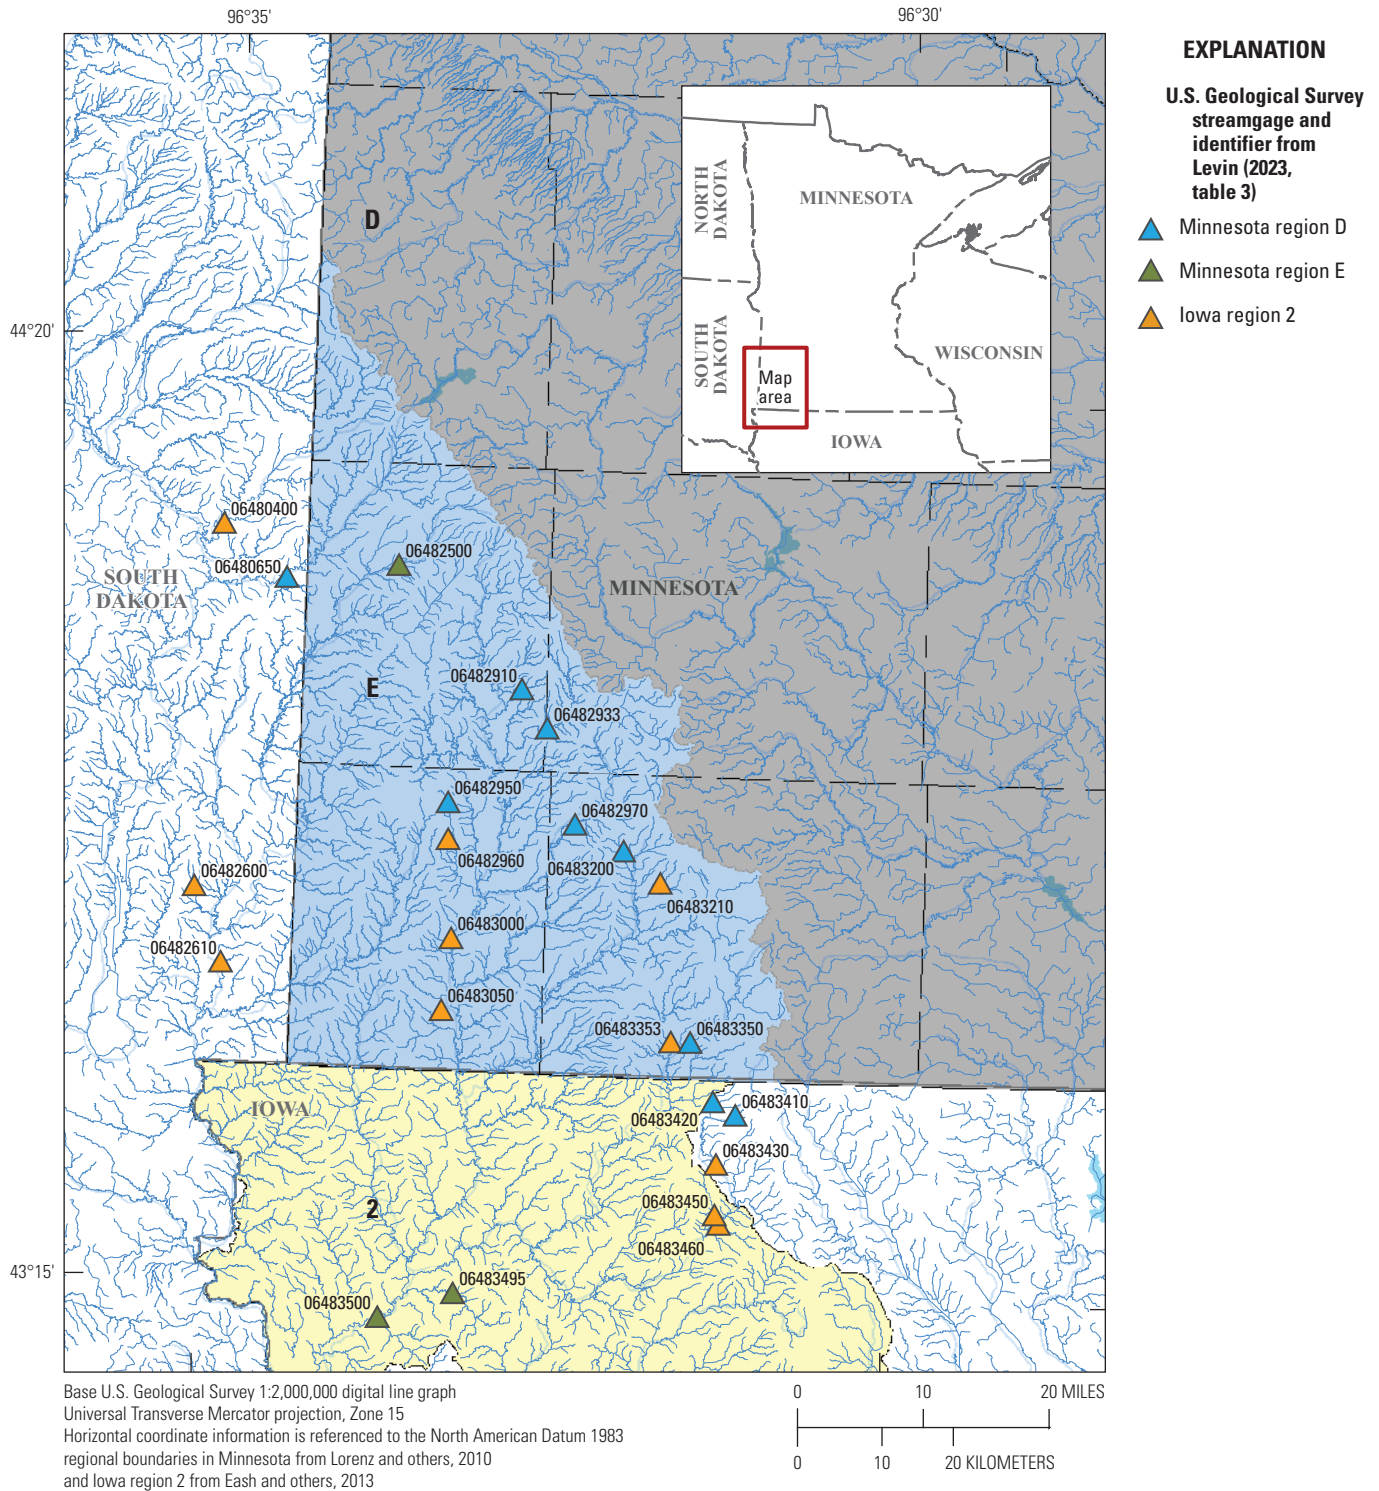 96°35'
96°30'
EXPLANATION
U.S. Geological Survey
streamgage and
identifier from
Levin (2023,
table 3)
Minnesota region D
Minnesota region E
Iowa region 2
NORTH
DAKOTA
MINNESOTA
SOUTH
DAKOTA
WISCONSIN
Map
area
IOWA
D
44°20'
06480400
06480650
06482500
SOUTH
DAKOTA
MINNESOTA
06482910
E
06482933
06482950
06482970
06482960
06483200
06482600
06483210
06483000
06482610
06483050
06483353
06483350
IOWA
06483410
06483420
06483430
2
06483450
06483460
43°15'
06483495
06483500
Base U.S. Geological Survey 1:2,000,000 digital line graph
Universal Transverse Mercator projection, Zone 15
Horizontal coordinate information is referenced to the North American Datum 1983
regional boundaries in Minnesota from Lorenz and others, 2010
and Iowa region 2 from Eash and others, 2013
0 10 20 MILES
0 10 20 KILOMETERS